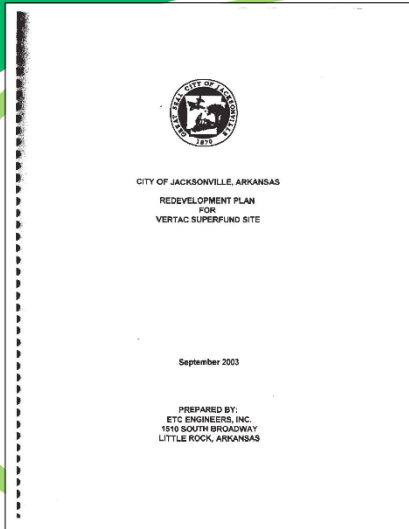 GREAT SEAL CITY OF JACKSONVILLE
1870
CITY OF JACKSONVILLE, ARKANSAS
REDEVELOPMENT PLAN
FOR
VERTAC SUPERFUND SITE
September 2003
PREPARED BY:
ETC ENGINEERS, INC.
1510 SOUTH BROADWAY
LITTLE ROCK, ARKANSAS